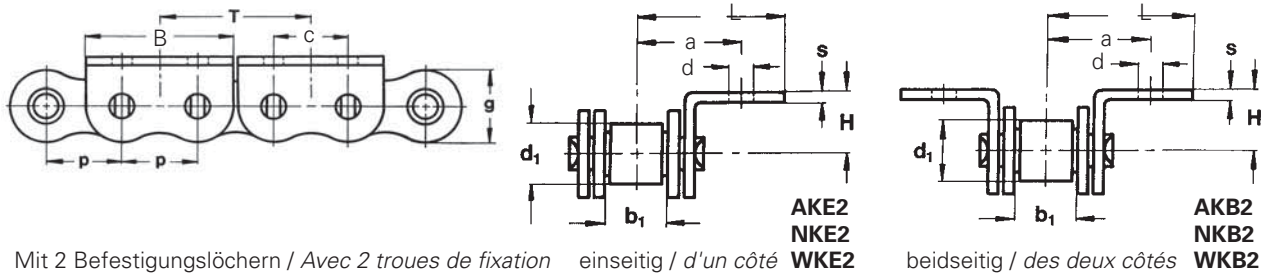 T
B
c
g
p p
L
a
d
s
H
d₁
b₁
AKE2
NKE2
WKE2
L
a
d
s
H
d₁
b₁
AKB2
NKB2
WKB2
Mit 2 Befestigungslöchern / Avec 2 troues de fixation
einseitig / d'un côté
beidseitig / des deux côtés